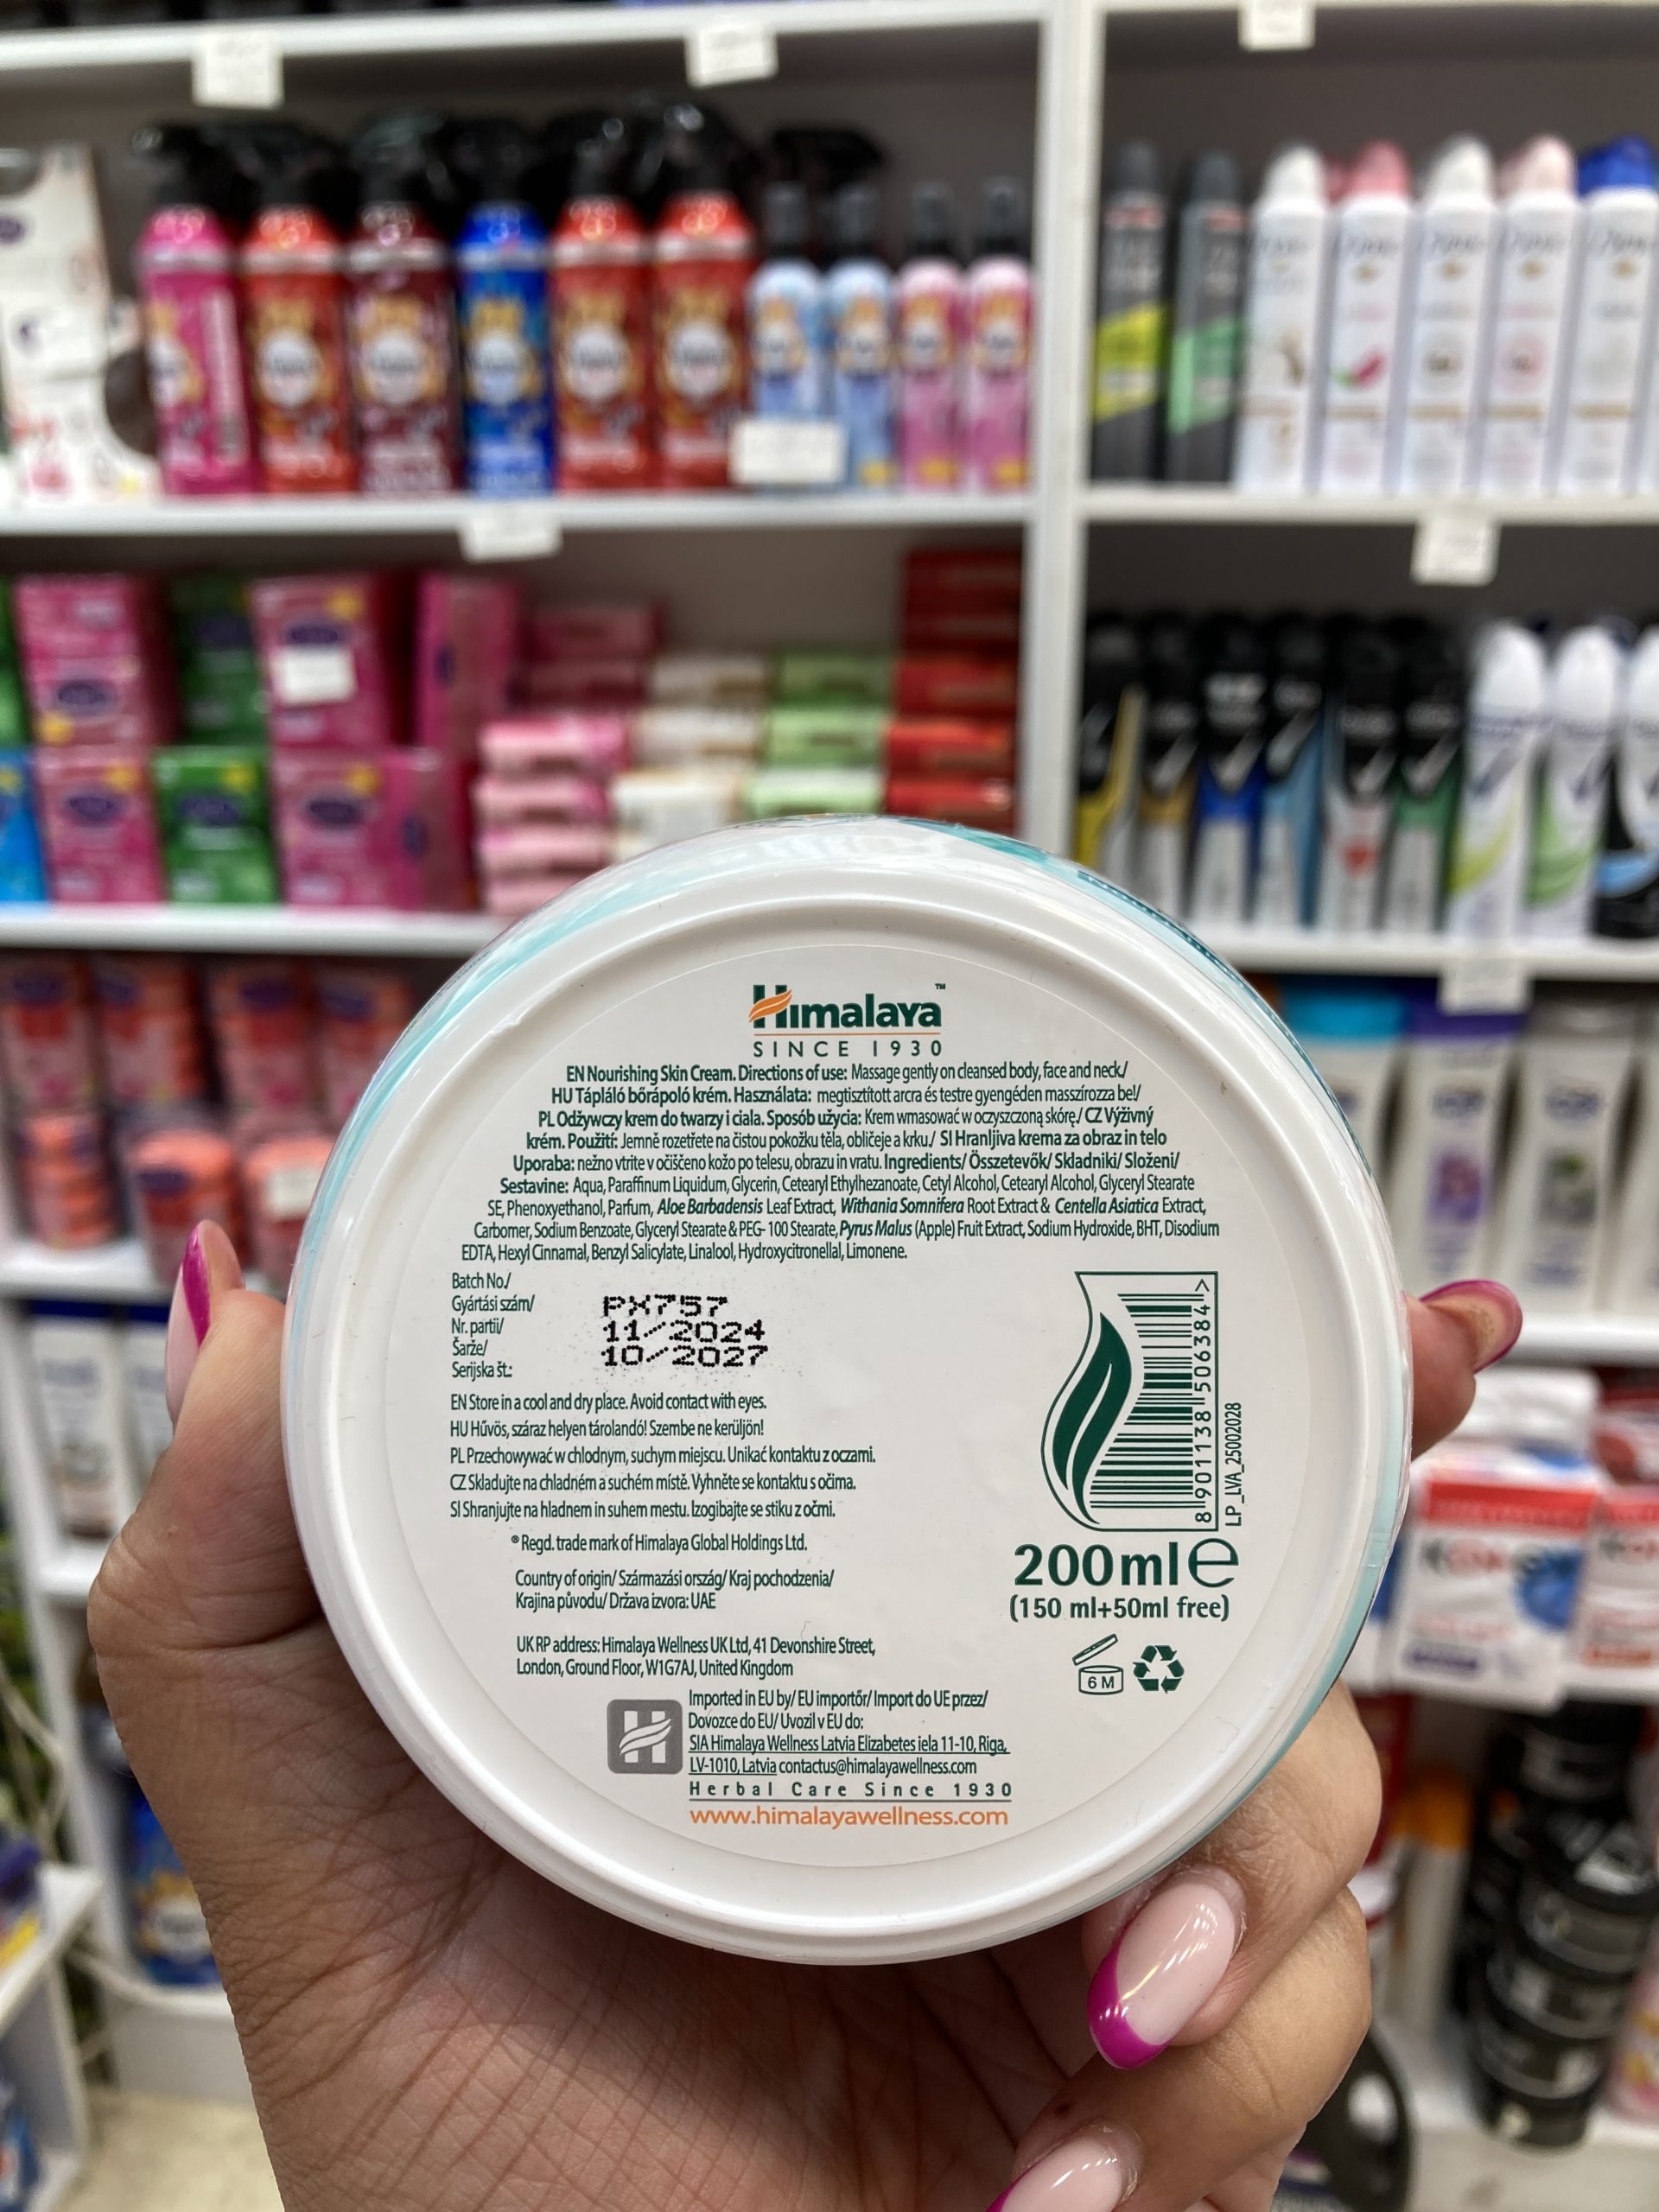 Himalaya™
SINCE 1930
EN Nourishing Skin Cream. Directions of use: Massage gently on cleansed body, face and neck./
HU Tápláló bőrápoló krém. Használata: megtisztított arcra és testre gyengéden masszírozza be!/
PL Odżywczy krem do twarzy i ciala. Sposób użycia: Krem wmasować w oczyszczoną skórę./ CZ Výživný
krém. Použití: Jemně rozetřete na čistou pokožku těla, obličeje a krku./ SI Hranljiva krema za obraz in telo
Uporaba: nežno vtrite v očiščeno kožo po telesu, obrazu in vratu. Ingredients/ Összetevők/ Skladniki/ Složení/
Sestavine: Aqua, Paraffinum Liquidum, Glycerin, Cetearyl Ethylhezanoate, Cetyl Alcohol, Cetearyl Alcohol, Glyceryl Stearate
SE, Phenoxyethanol, Parfum, Aloe Barbadensis Leaf Extract, Withania Somnifera Root Extract & Centella Asiatica Extract,
Carbomer, Sodium Benzoate, Glyceryl Stearate & PEG- 100 Stearate, Pyrus Malus (Apple) Fruit Extract, Sodium Hydroxide, BHT, Disodium
EDTA, Hexyl Cinnamal, Benzyl Salicylate, Linalool, Hydroxycitronellal, Limonene.
Batch No./
Gyártási szám/
Nr. partii/
Šarže/
Serijska št.:
PX757
11/2024
10/2027
EN Store in a cool and dry place. Avoid contact with eyes.
HU Hűvös, száraz helyen tárolandó! Szembe ne kerüljön!
PL Przechowywać w chlodnym, suchym miejscu. Unikać kontaktu z oczami.
CZ Skladujte na chladném a suchém místě. Vyhněte se kontaktu s očima.
SI Shranjujte na hladnem in suhem mestu. Izogibajte se stiku z očmi.
® Regd. trade mark of Himalaya Global Holdings Ltd.
Country of origin/ Származási ország/ Kraj pochodzenia/
Krajina původu/ Država izvora: UAE
UK RP address: Himalaya Wellness UK Ltd, 41 Devonshire Street,
London, Ground Floor, W1G7AJ, United Kingdom
Imported in EU by/ EU importőr/ Import do UE przez/
Dovozce do EU/ Uvozil v EU do:
SIA Himalaya Wellness Latvia Elizabetes iela 11-10, Riga,
LV-1010, Latvia contactus@himalayawellness.com
Herbal Care Since 1930
www.himalayawellness.com
8 901138 506384 >
LP_LVA_25002028
200ml e
(150 ml+50ml free)
6 M